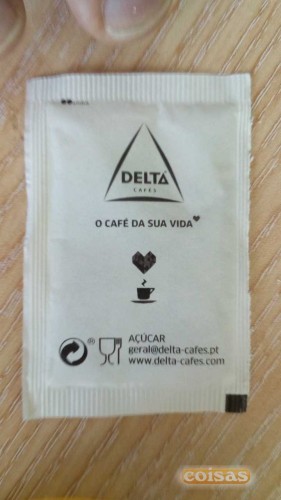 DELTA
CAFÉS
O CAFÉ DA SUA VIDA
®
AÇÚCAR
geral@delta-cafes.pt
www.delta-cafes.com
coisas